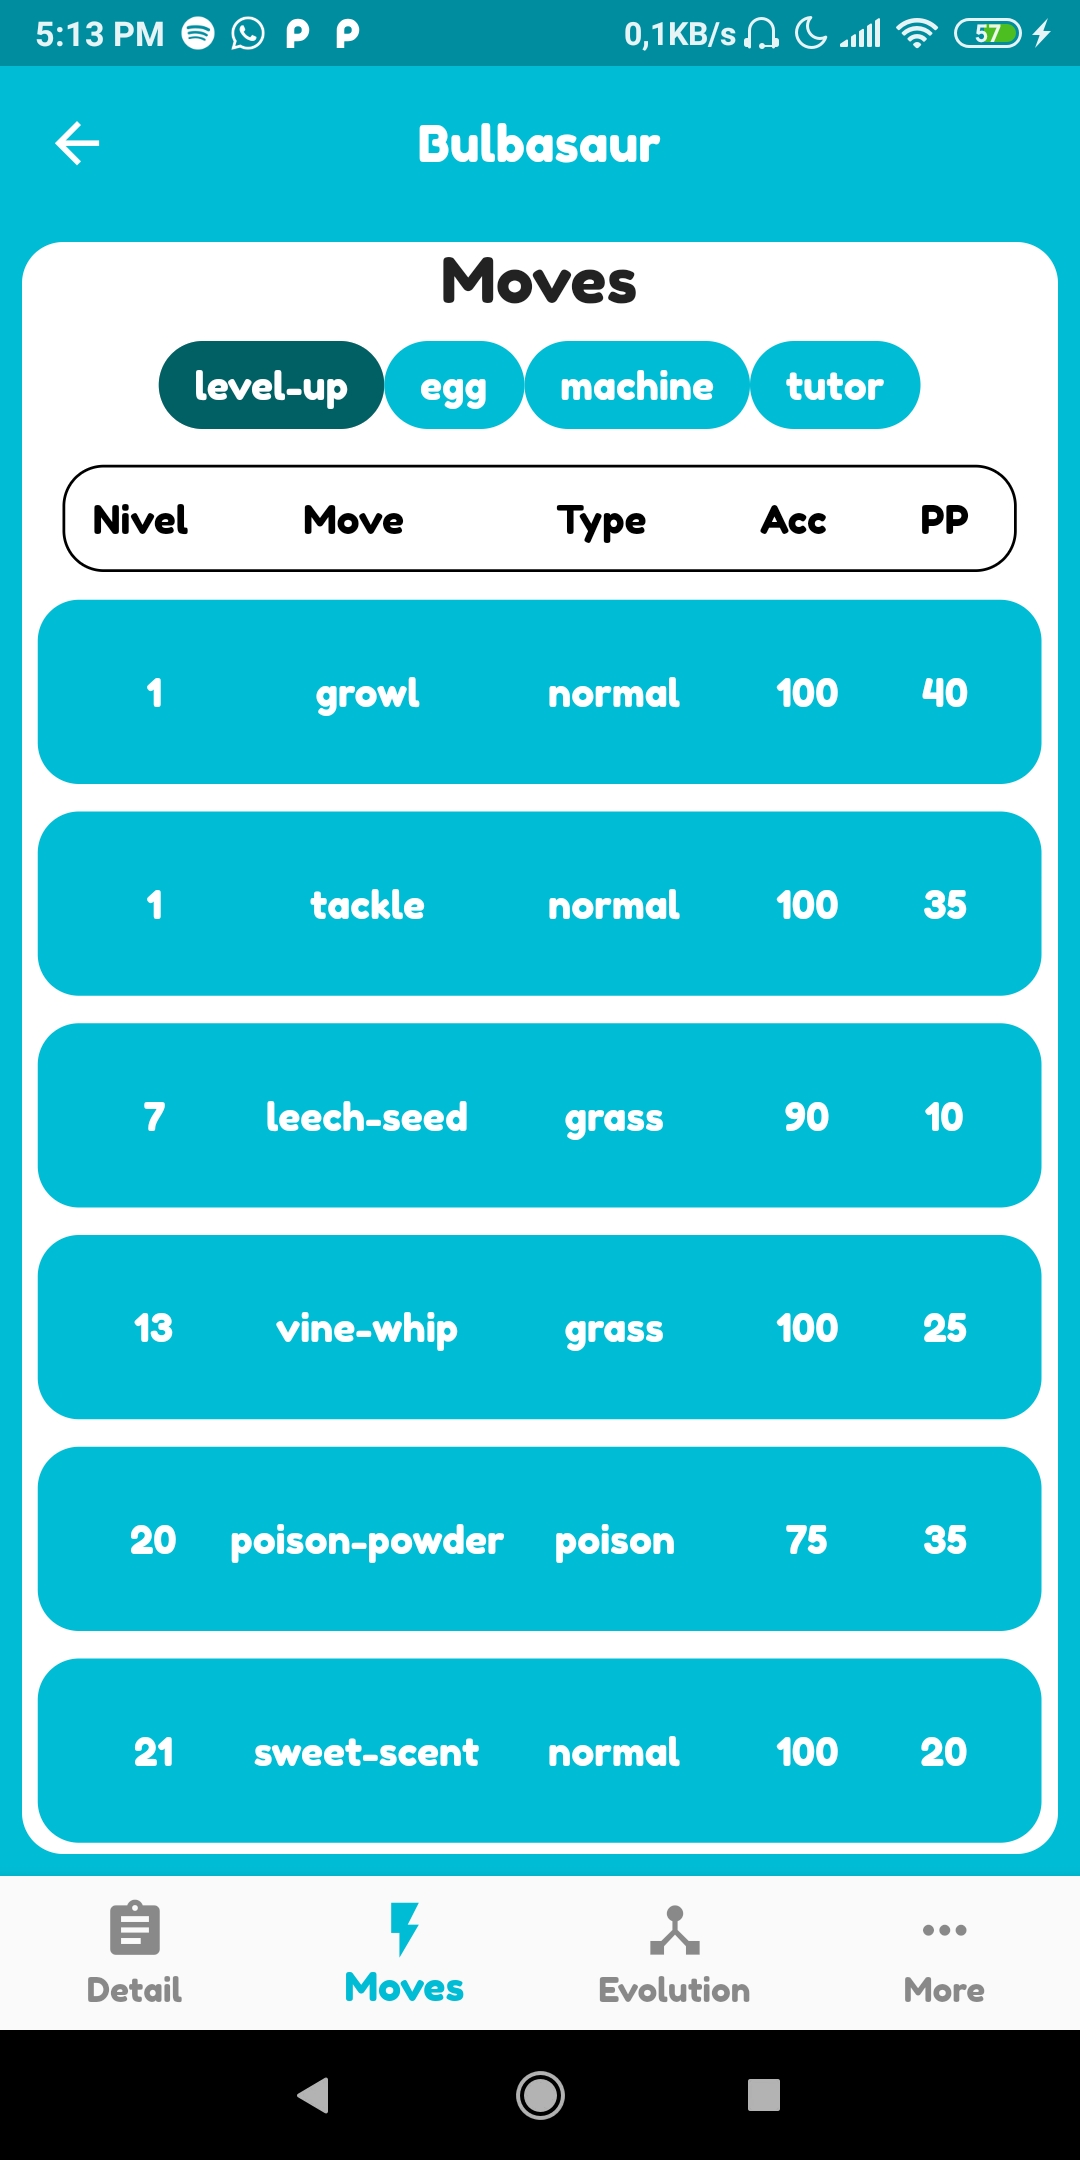 5:13 PM 0,1KB/s 57
Bulbasaur
Moves
level-up egg machine tutor
Nivel Move Type Acc PP
1 growl normal 100 40
1 tackle normal 100 35
7 leech-seed grass 90 10
13 vine-whip grass 100 25
20 poison-powder poison 75 35
21 sweet-scent normal 100 20
Detail Moves Evolution More